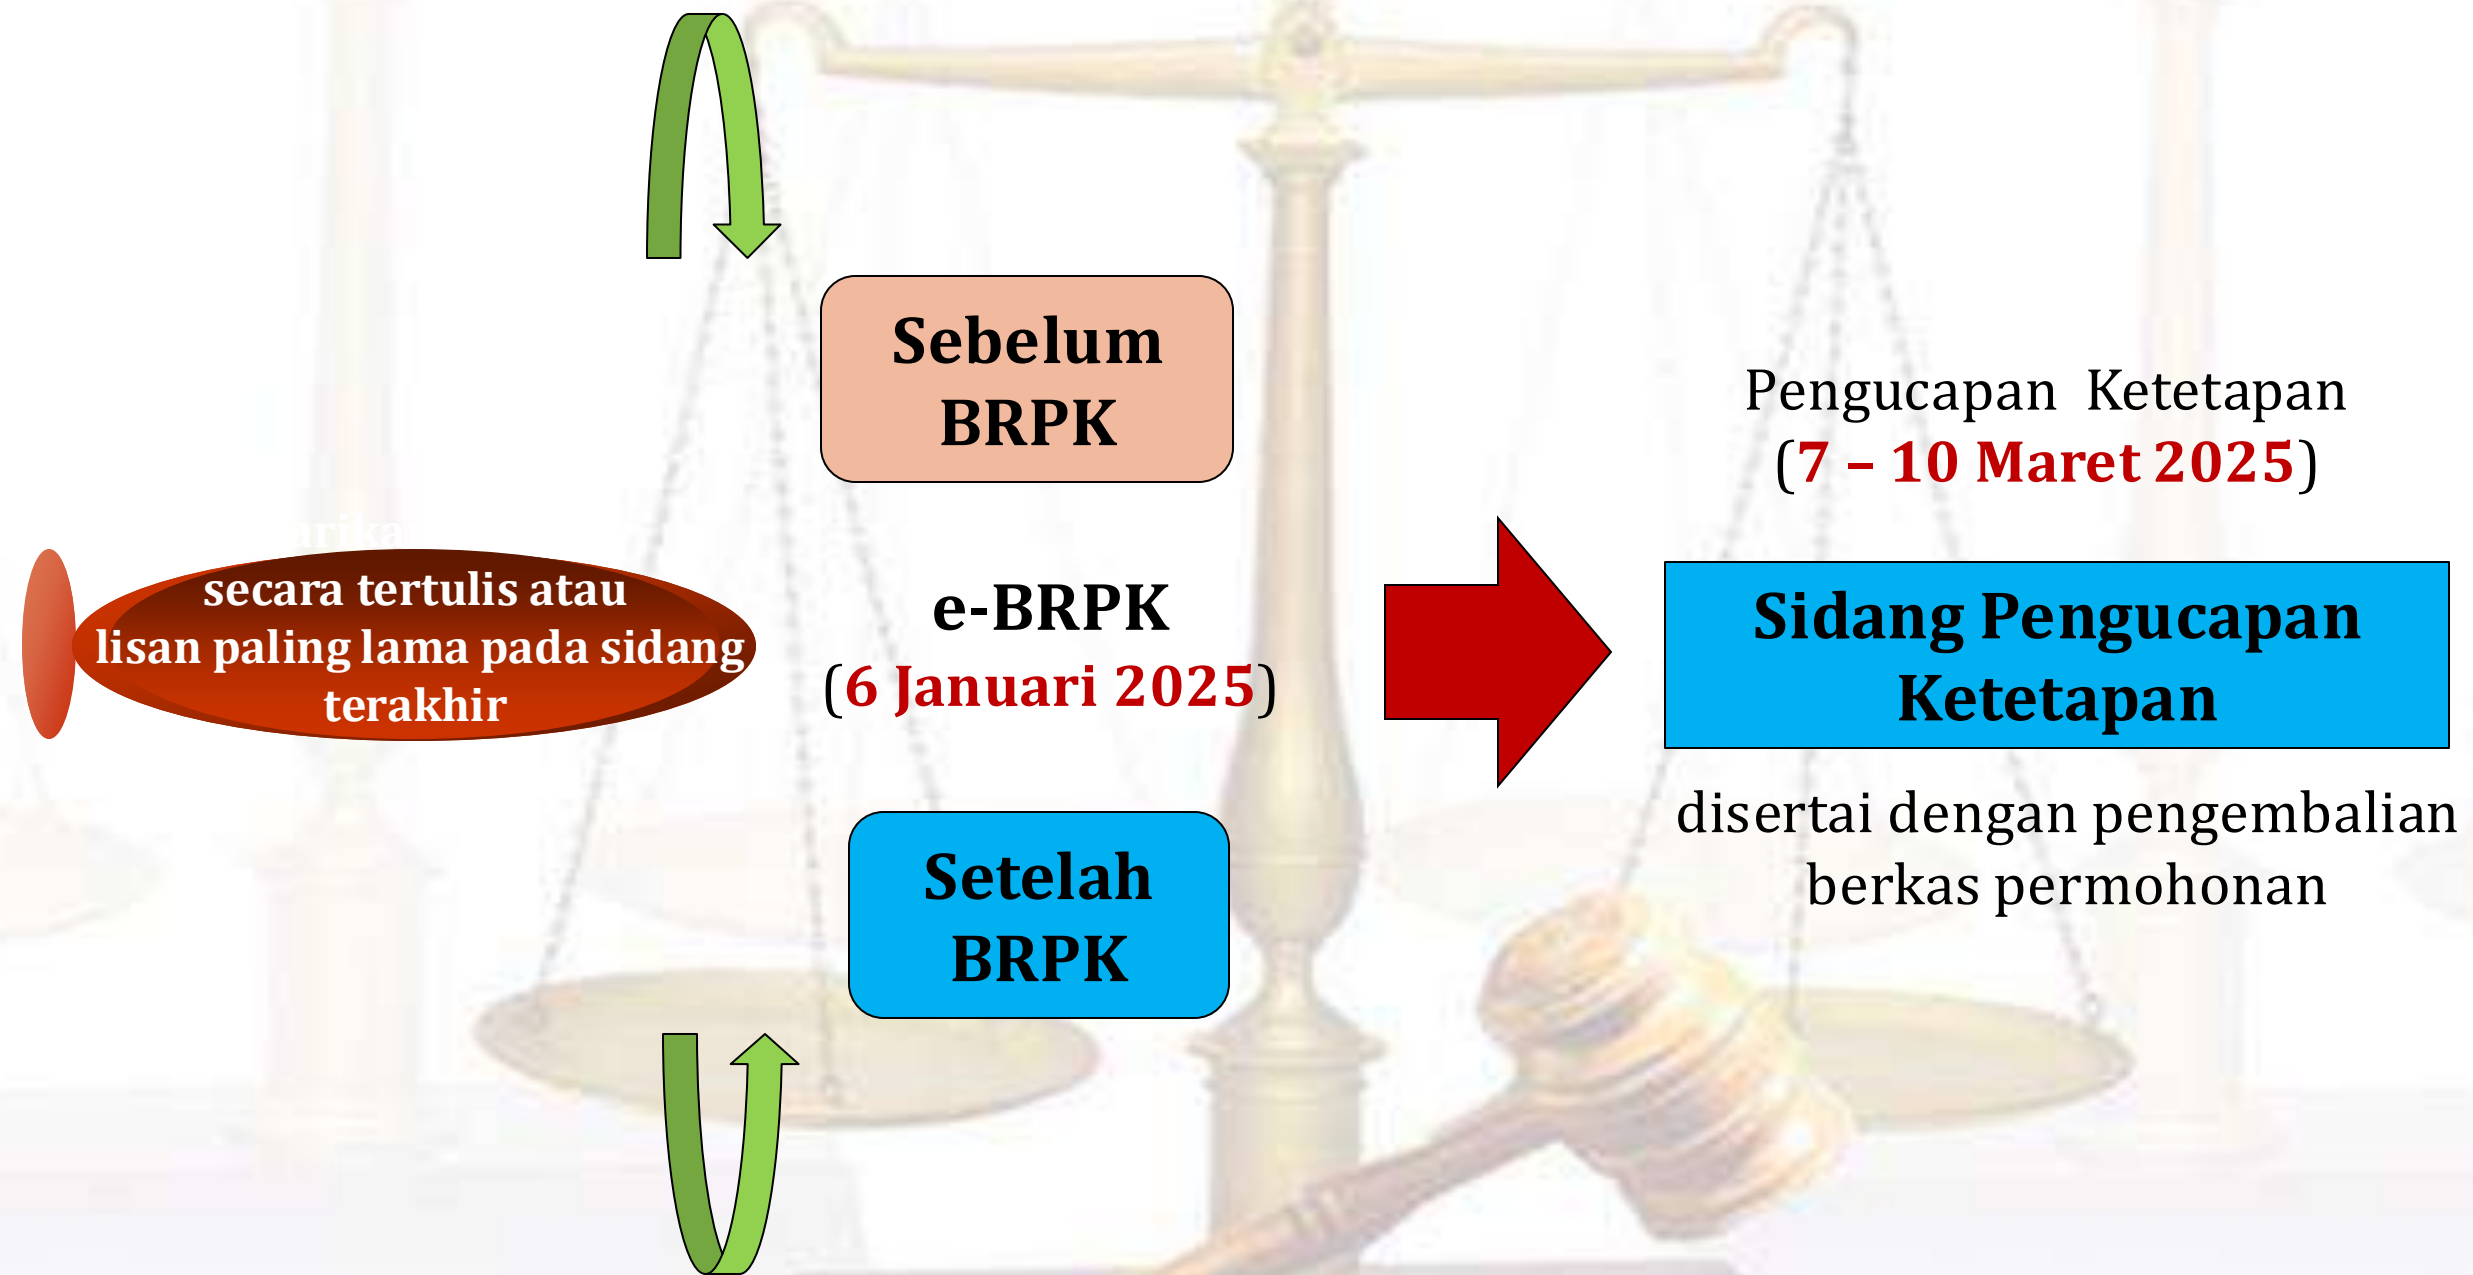 Sebelum
BRPK
secara tertulis atau
lisan paling lama pada sidang
terakhir
e-BRPK
(6 Januari 2025)
Setelah
BRPK
Pengucapan Ketetapan
(7 – 10 Maret 2025)
Sidang Pengucapan
Ketetapan
disertai dengan pengembalian
berkas permohonan